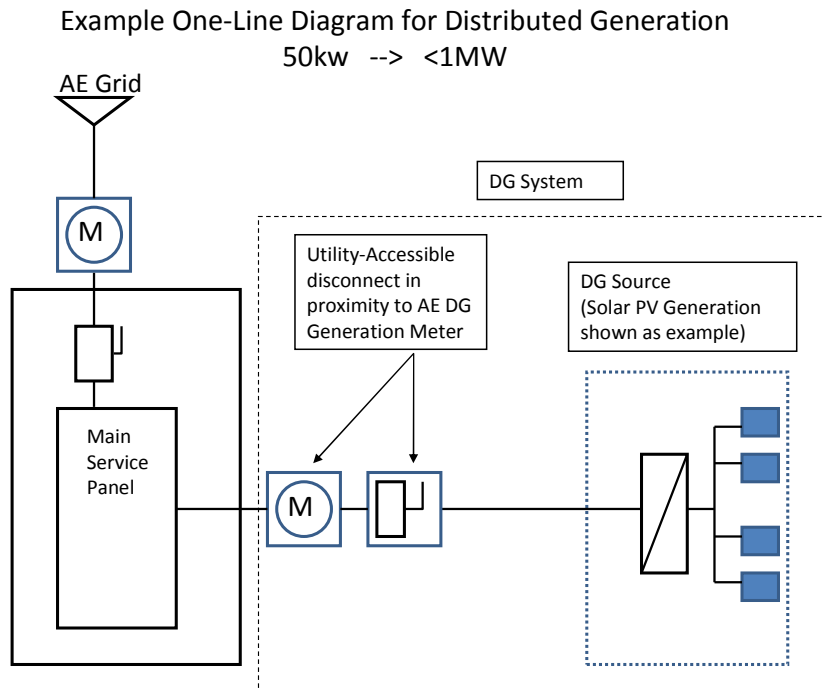 Example One-Line Diagram for Distributed Generation
50kw --> <1MW
AE Grid
DG System
M
Utility-Accessible
disconnect in
proximity to AE DG
Generation Meter
DG Source
(Solar PV Generation
shown as example)
Main
Service
Panel
M